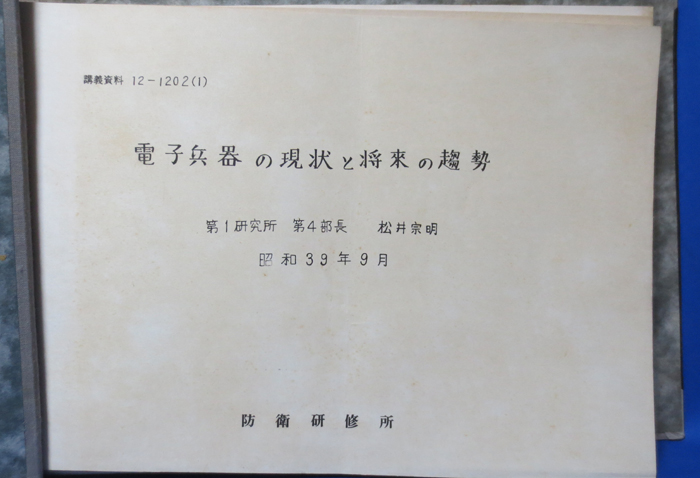 講義資料 12-1202(1)
電子兵器の現状と将來の趨勢
第1研究所 第4部長 松井宗明
昭和39年9月
防衛研修所